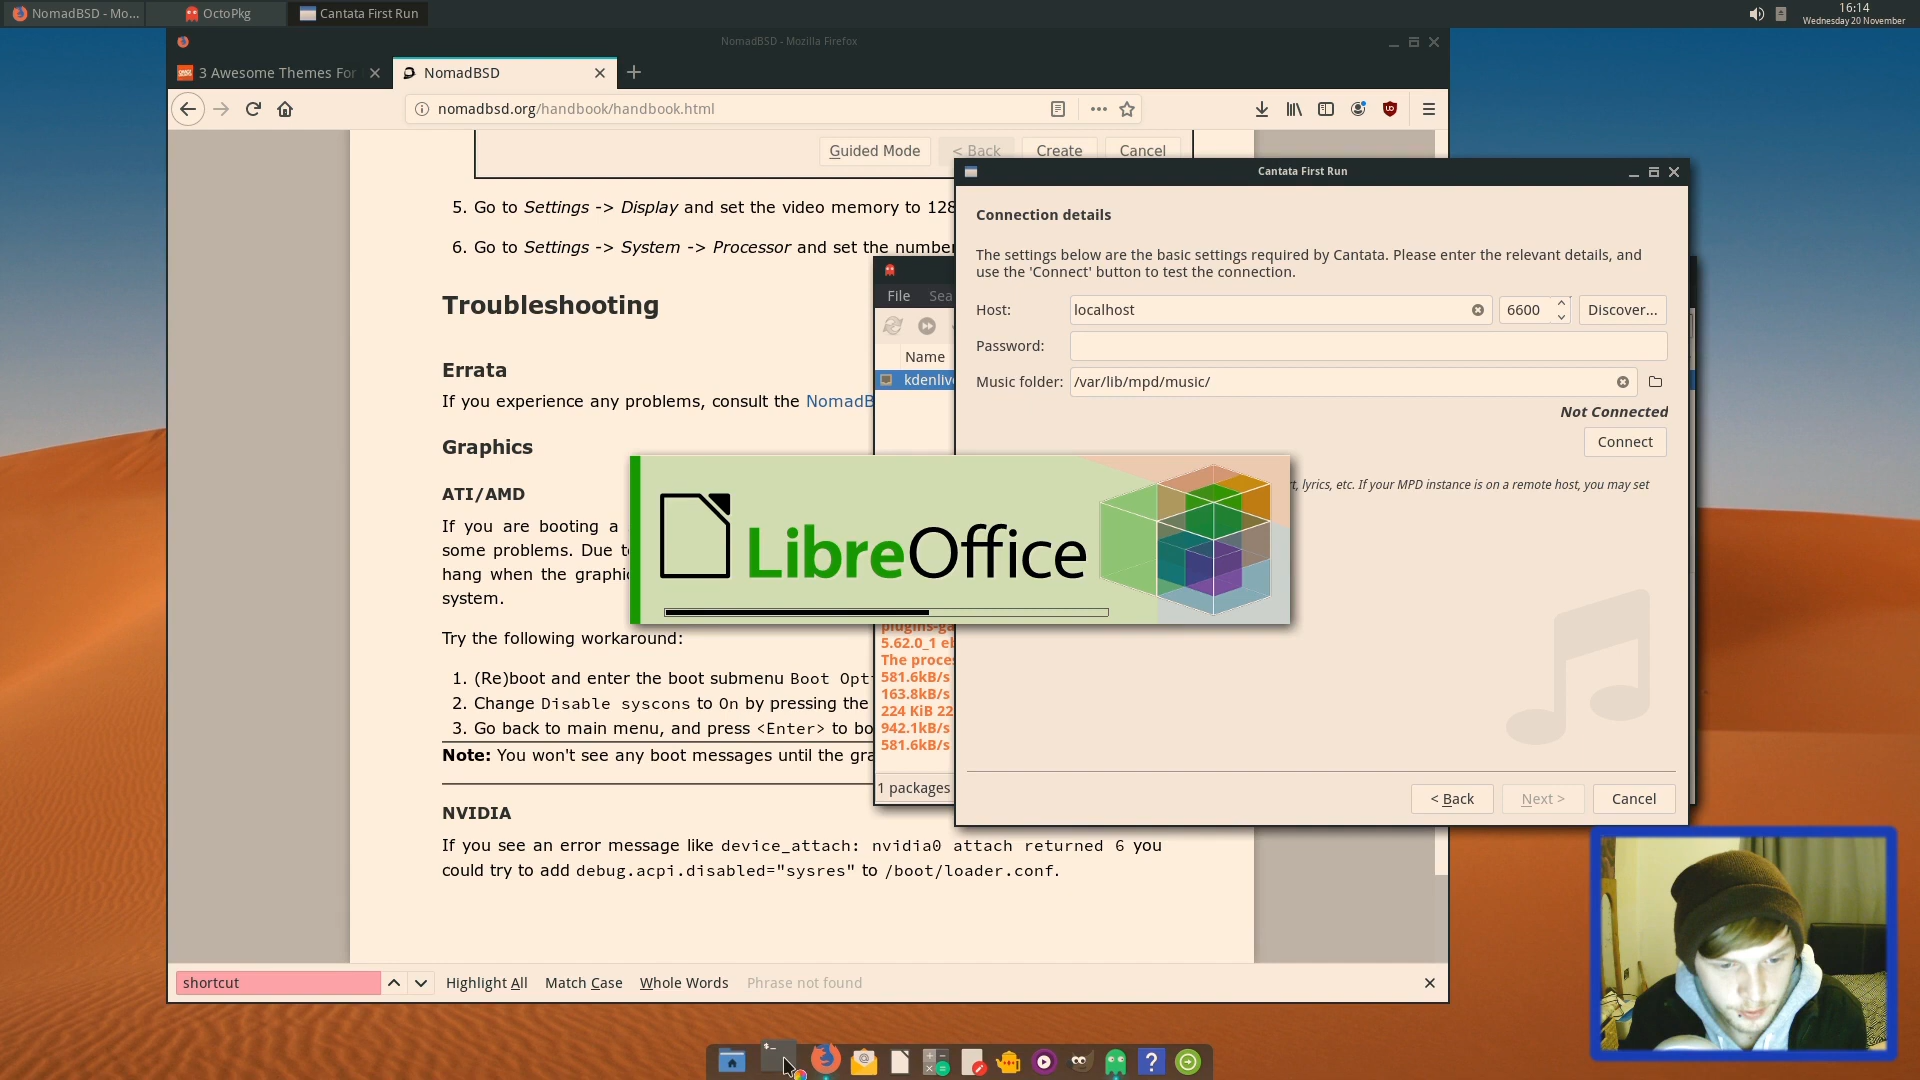 NomadBSD - Mo...
OctoPkg
Cantata First Run
16:14
Wednesday 20 November
NomadBSD - Mozilla Firefox
3 Awesome Themes For
NomadBSD
nomadbsd.org/handbook/handbook.html
Guided Mode
< Back
Create
Cancel
5. Go to Settings -> Display and set the video memory to 128
6. Go to Settings -> System -> Processor and set the number
Troubleshooting
Errata
If you experience any problems, consult the NomadB
Graphics
ATI/AMD
If you are booting a
some problems. Due to
hang when the graphic
system.
Try the following workaround:
1. (Re)boot and enter the boot submenu Boot Opti
2. Change Disable syscons to On by pressing the
3. Go back to main menu, and press <Enter> to bo
Note: You won't see any boot messages until the gra
NVIDIA
If you see an error message like device_attach: nvidia0 attach returned 6 you
could try to add debug.acpi.disabled="sysres" to /boot/loader.conf.
shortcut
Highlight All
Match Case
Whole Words
Phrase not found
File
Sea
Name
kdenlive
plugins-ga
5.62.0_1 el
The proces
581.6kB/s
163.8kB/s
224 KiB 22
942.1kB/s
581.6kB/s
1 packages
Cantata First Run
Connection details
The settings below are the basic settings required by Cantata. Please enter the relevant details, and
use the 'Connect' button to test the connection.
Host:
localhost
6600
Discover...
Password:
Music folder:
/var/lib/mpd/music/
Not Connected
Connect
t, lyrics, etc. If your MPD instance is on a remote host, you may set
< Back
Next >
Cancel
LibreOffice
$_